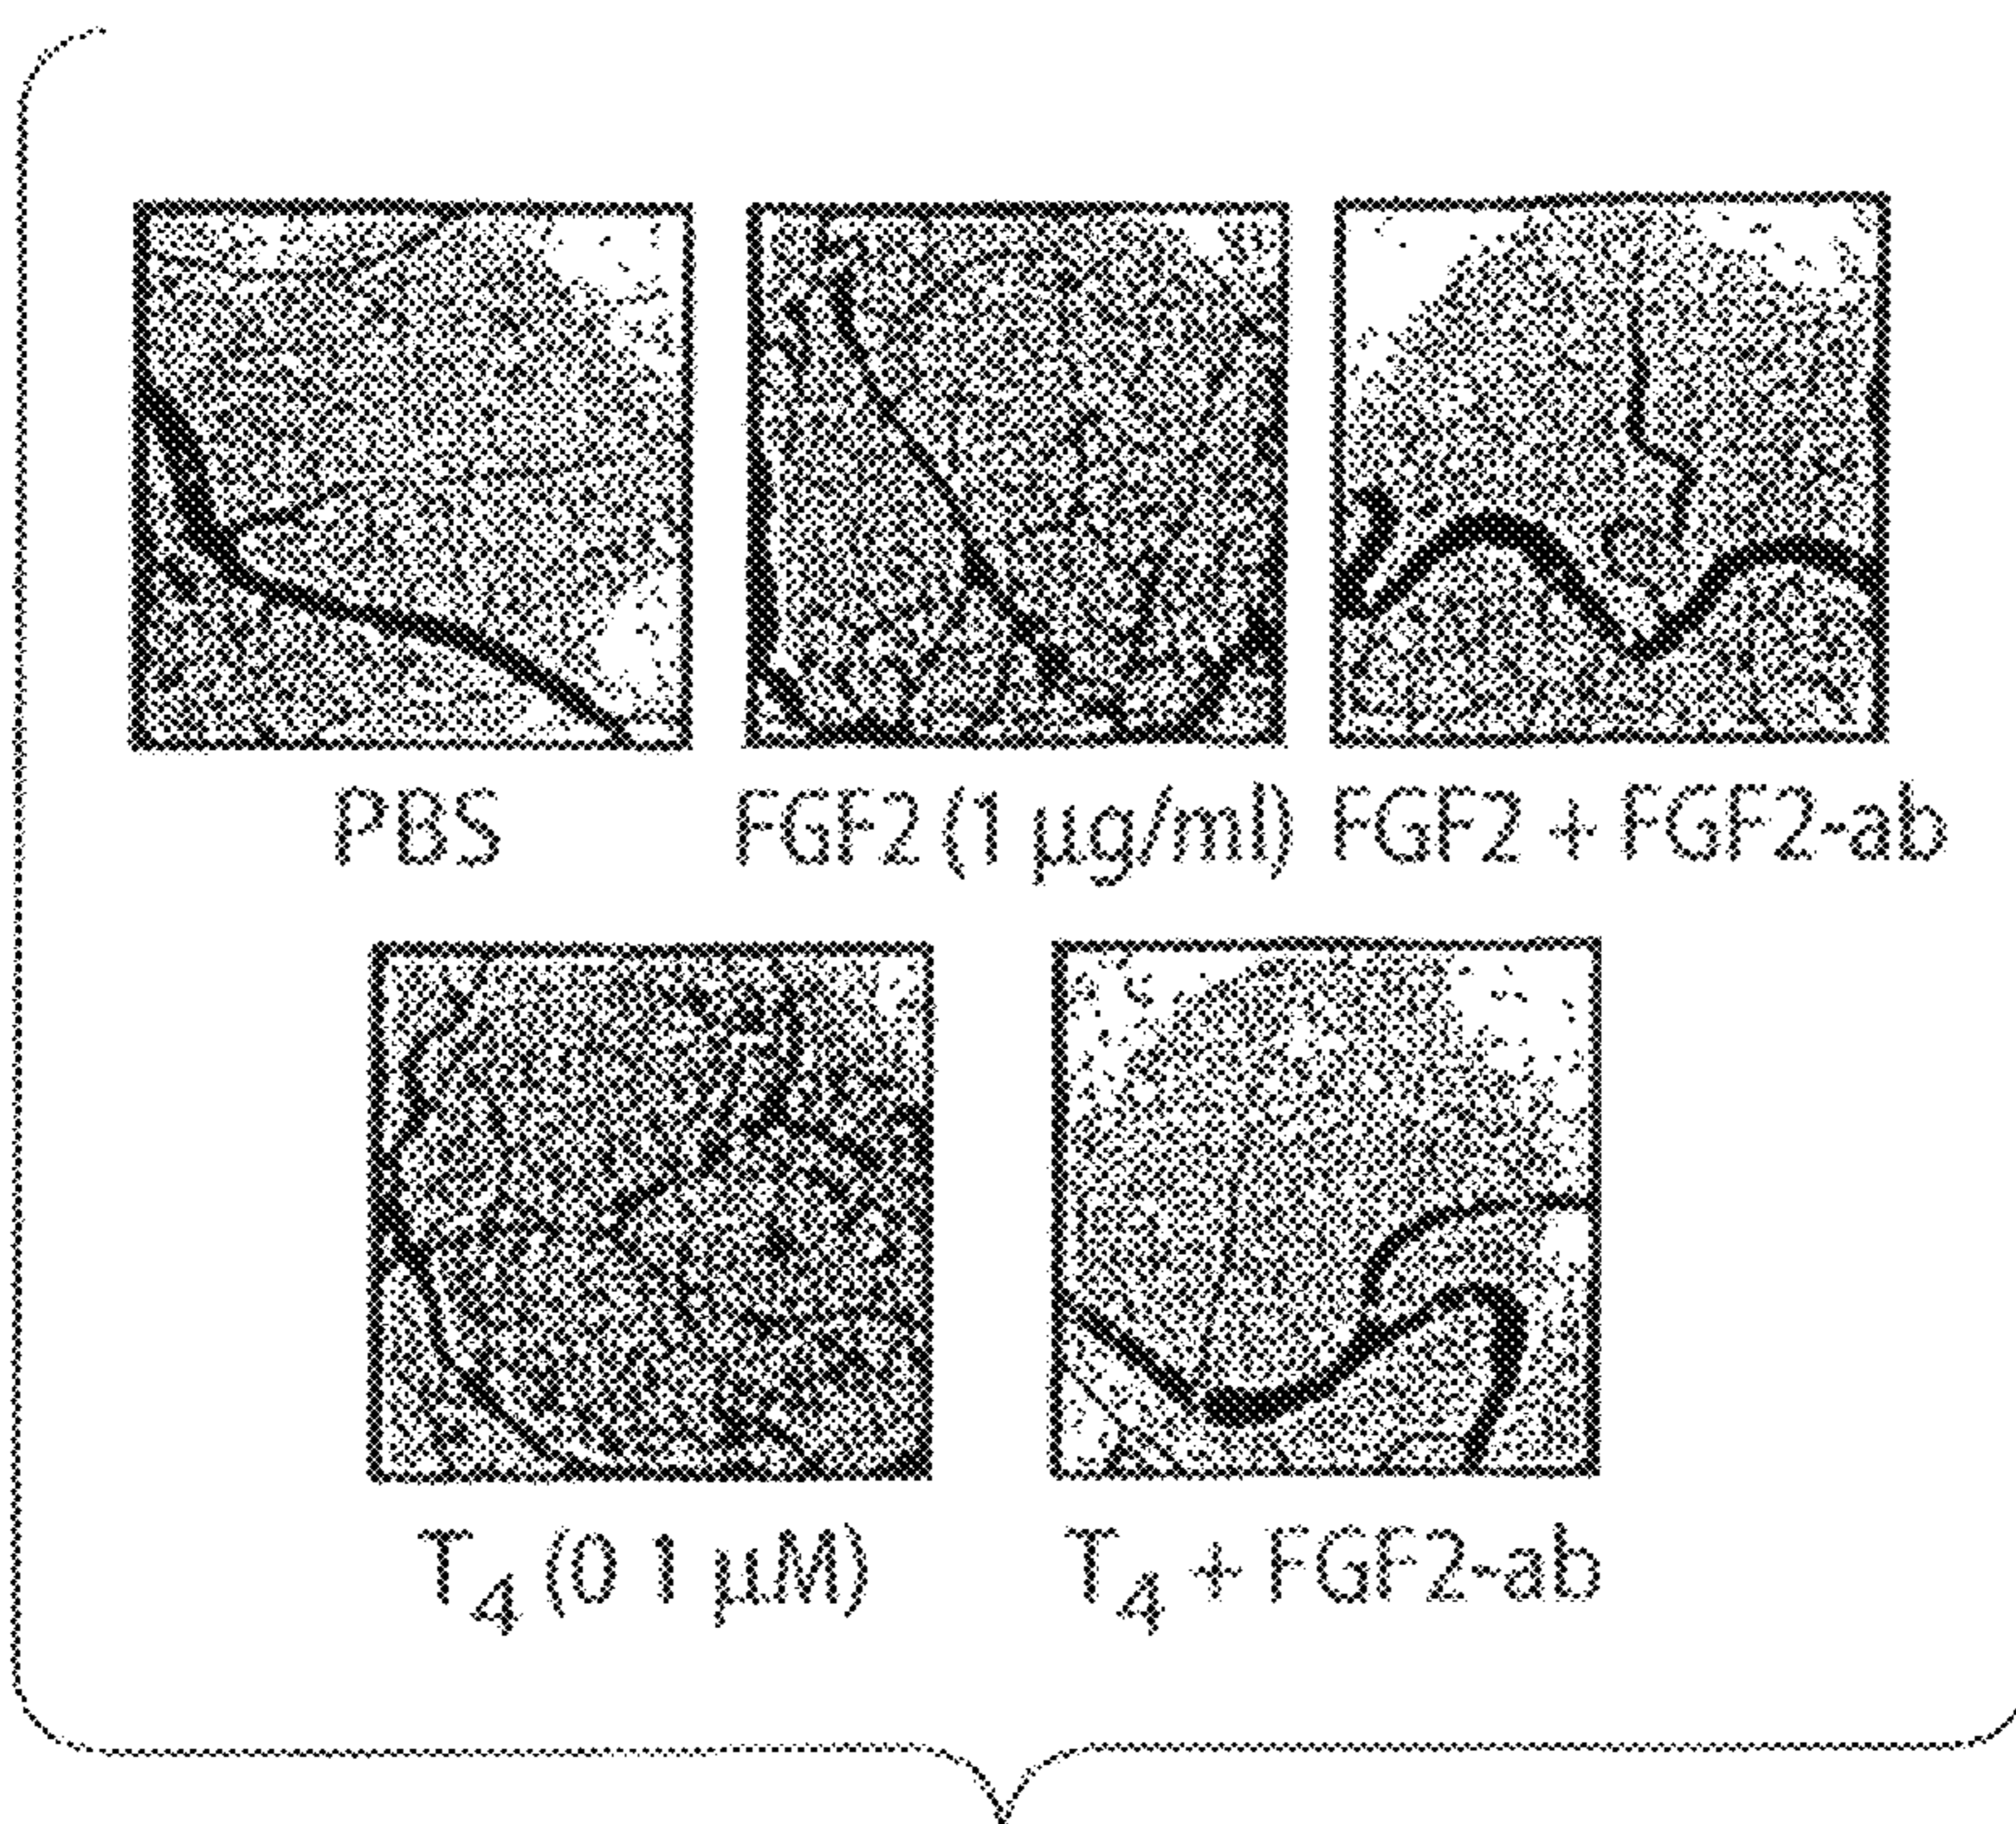 PBS
FGF2 (1 µg/ml)
FGF2 + FGF2-ab
T4 (0 1 µM)
T4 + FGF2-ab